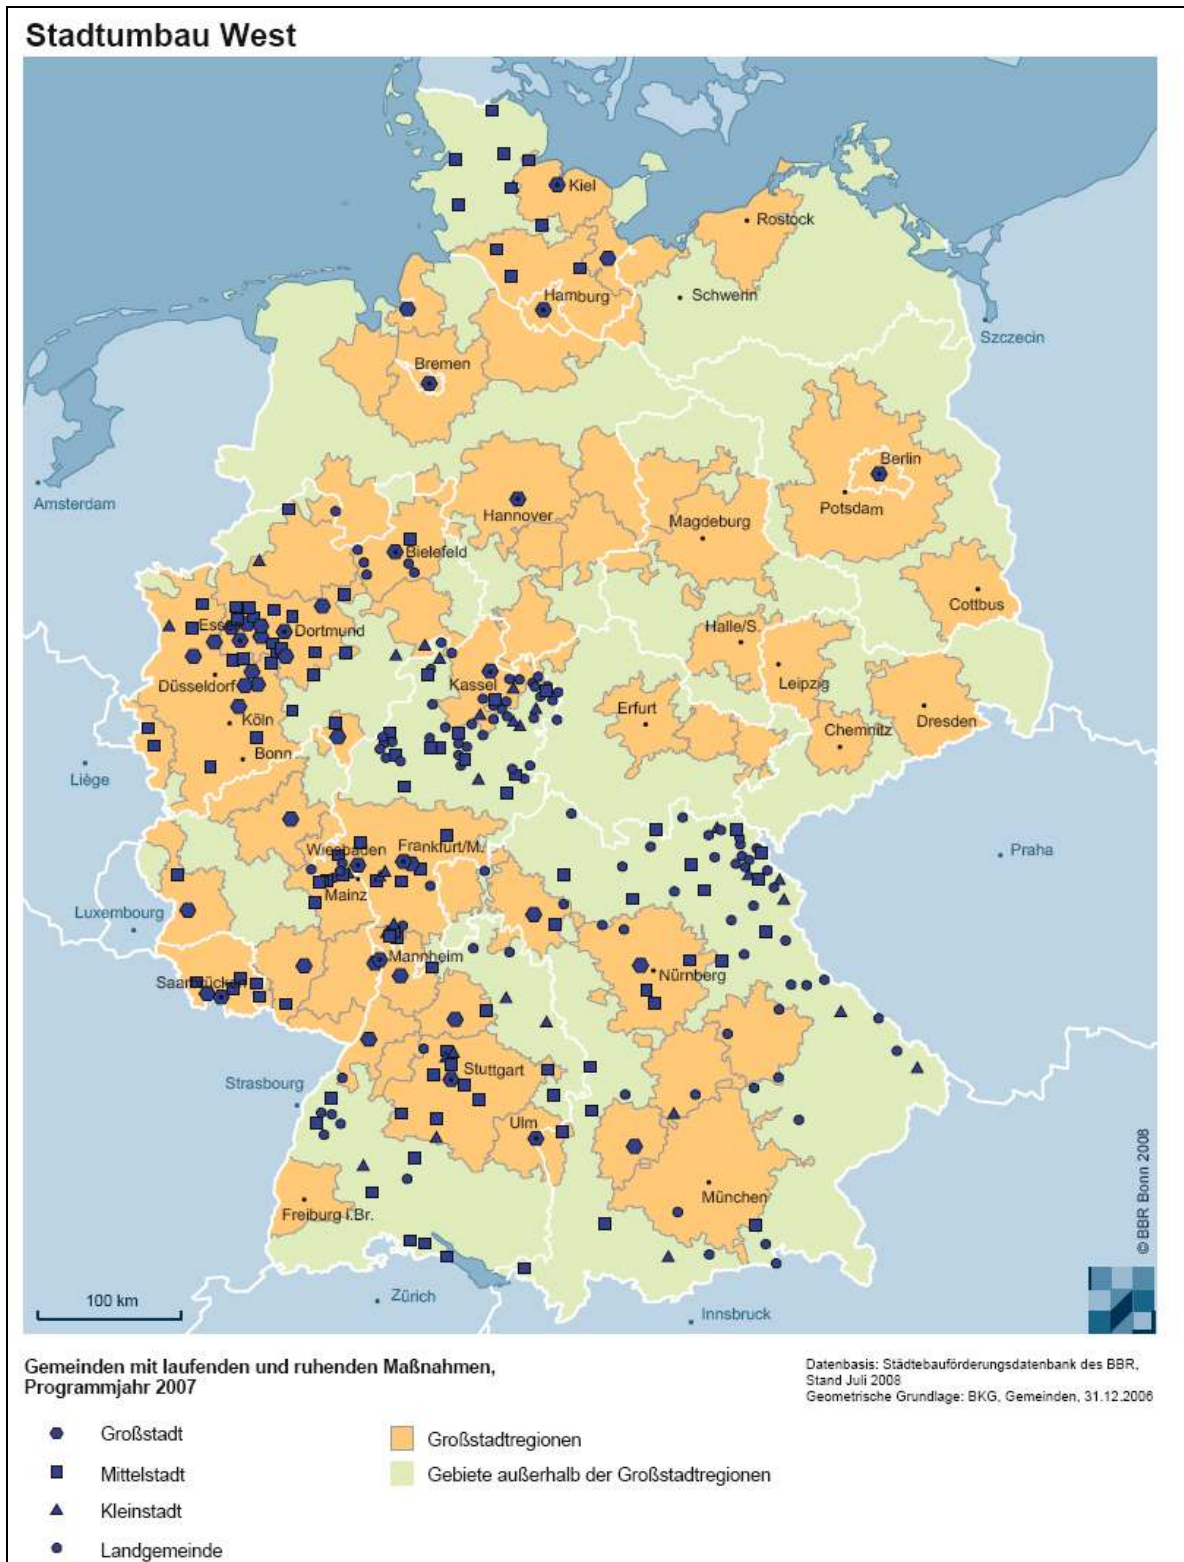 Stadtumbau West
Kiel
Rostock
Hamburg
Schwerin
Szczecin
Bremen
Berlin
Amsterdam
Hannover
Potsdam
Magdeburg
Bielefeld
Cottbus
Essen
Dortmund
Halle/S.
Leipzig
Düsseldorf
Kassel
Köln
Erfurt
Dresden
Chemnitz
Bonn
Liège
Wiesbaden
Frankfurt/M.
Praha
Mainz
Luxembourg
Mannheim
Saarbrücken
Nürnberg
Strasbourg
Stuttgart
Ulm
München
Freiburg i.Br.
100 km
Zürich
Innsbruck
© BBR Bonn 2008
Gemeinden mit laufenden und ruhenden Maßnahmen,
Programmjahr 2007
Datenbasis: Städtebauförderungsdatenbank des BBR,
Stand Juli 2008
Geometrische Grundlage: BKG, Gemeinden, 31.12.2006
Großstadt
Mittelstadt
Kleinstadt
Landgemeinde
Großstadtregionen
Gebiete außerhalb der Großstadtregionen